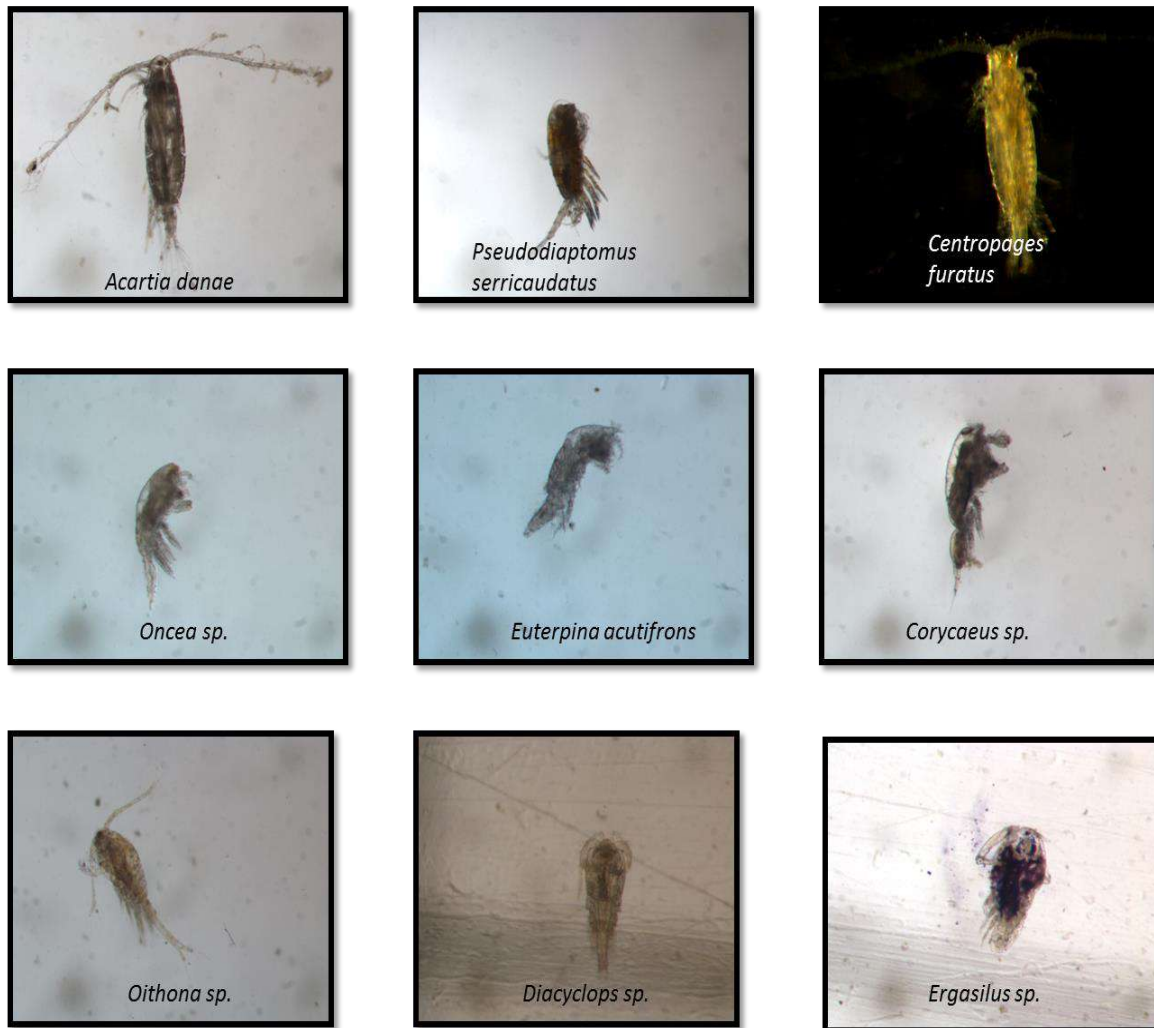 Acartia danae
Pseudodiaptomus
serricaudatus
Centropages
furatus
Oncea sp.
Euterpina acutifrons
Corycaeus sp.
Oithona sp.
Diacyclops sp.
Ergasilus sp.